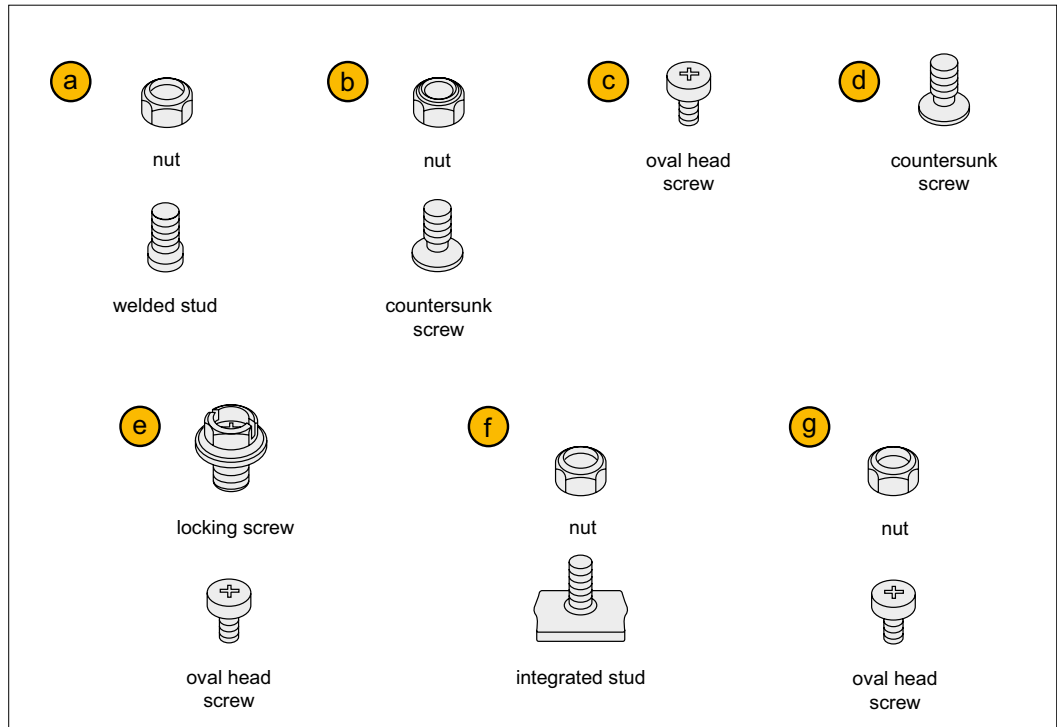 a
nut
welded stud
b
nut
countersunk
screw
c
oval head
screw
d
countersunk
screw
e
locking screw
oval head
screw
f
nut
integrated stud
g
nut
oval head
screw